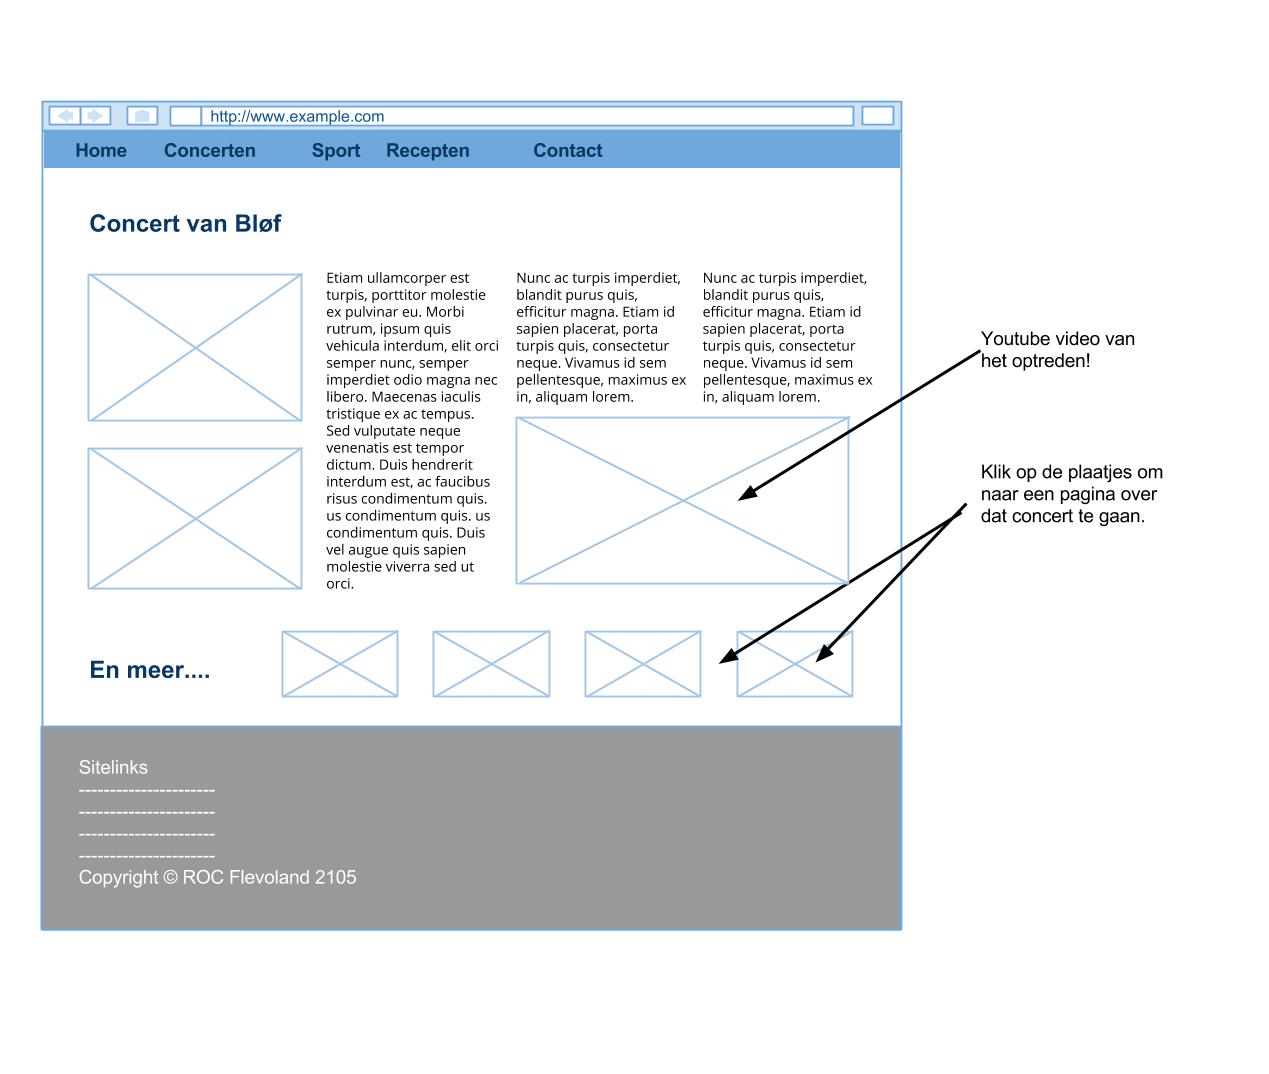 http://www.example.com
Home Concerten Sport Recepten Contact
Concert van Bløf
Etiam ullamcorper est
turpis, porttitor molestie
ex pulvinar eu. Morbi
rutrum, ipsum quis
vehicula interdum, elit orci
semper nunc, semper
imperdiet odio magna nec
libero. Maecenas iaculis
tristique ex ac tempus.
Sed vulputate neque
venenatis est tempor
dictum. Duis hendrerit
interdum est, ac faucibus
risus condimentum quis.
us condimentum quis. us
condimentum quis. Duis
vel augue quis sapien
molestie viverra sed ut
orci.
Nunc ac turpis imperdiet,
blandit purus quis,
efficitur magna. Etiam id
sapien placerat, porta
turpis quis, consectetur
neque. Vivamus id sem
pellentesque, maximus ex
in, aliquam lorem.
Nunc ac turpis imperdiet,
blandit purus quis,
efficitur magna. Etiam id
sapien placerat, porta
turpis quis, consectetur
neque. Vivamus id sem
pellentesque, maximus ex
in, aliquam lorem.
Youtube video van
het optreden!
Klik op de plaatjes om
naar een pagina over
dat concert te gaan.
En meer....
Sitelinks
----------------------
----------------------
----------------------
----------------------
Copyright © ROC Flevoland 2105